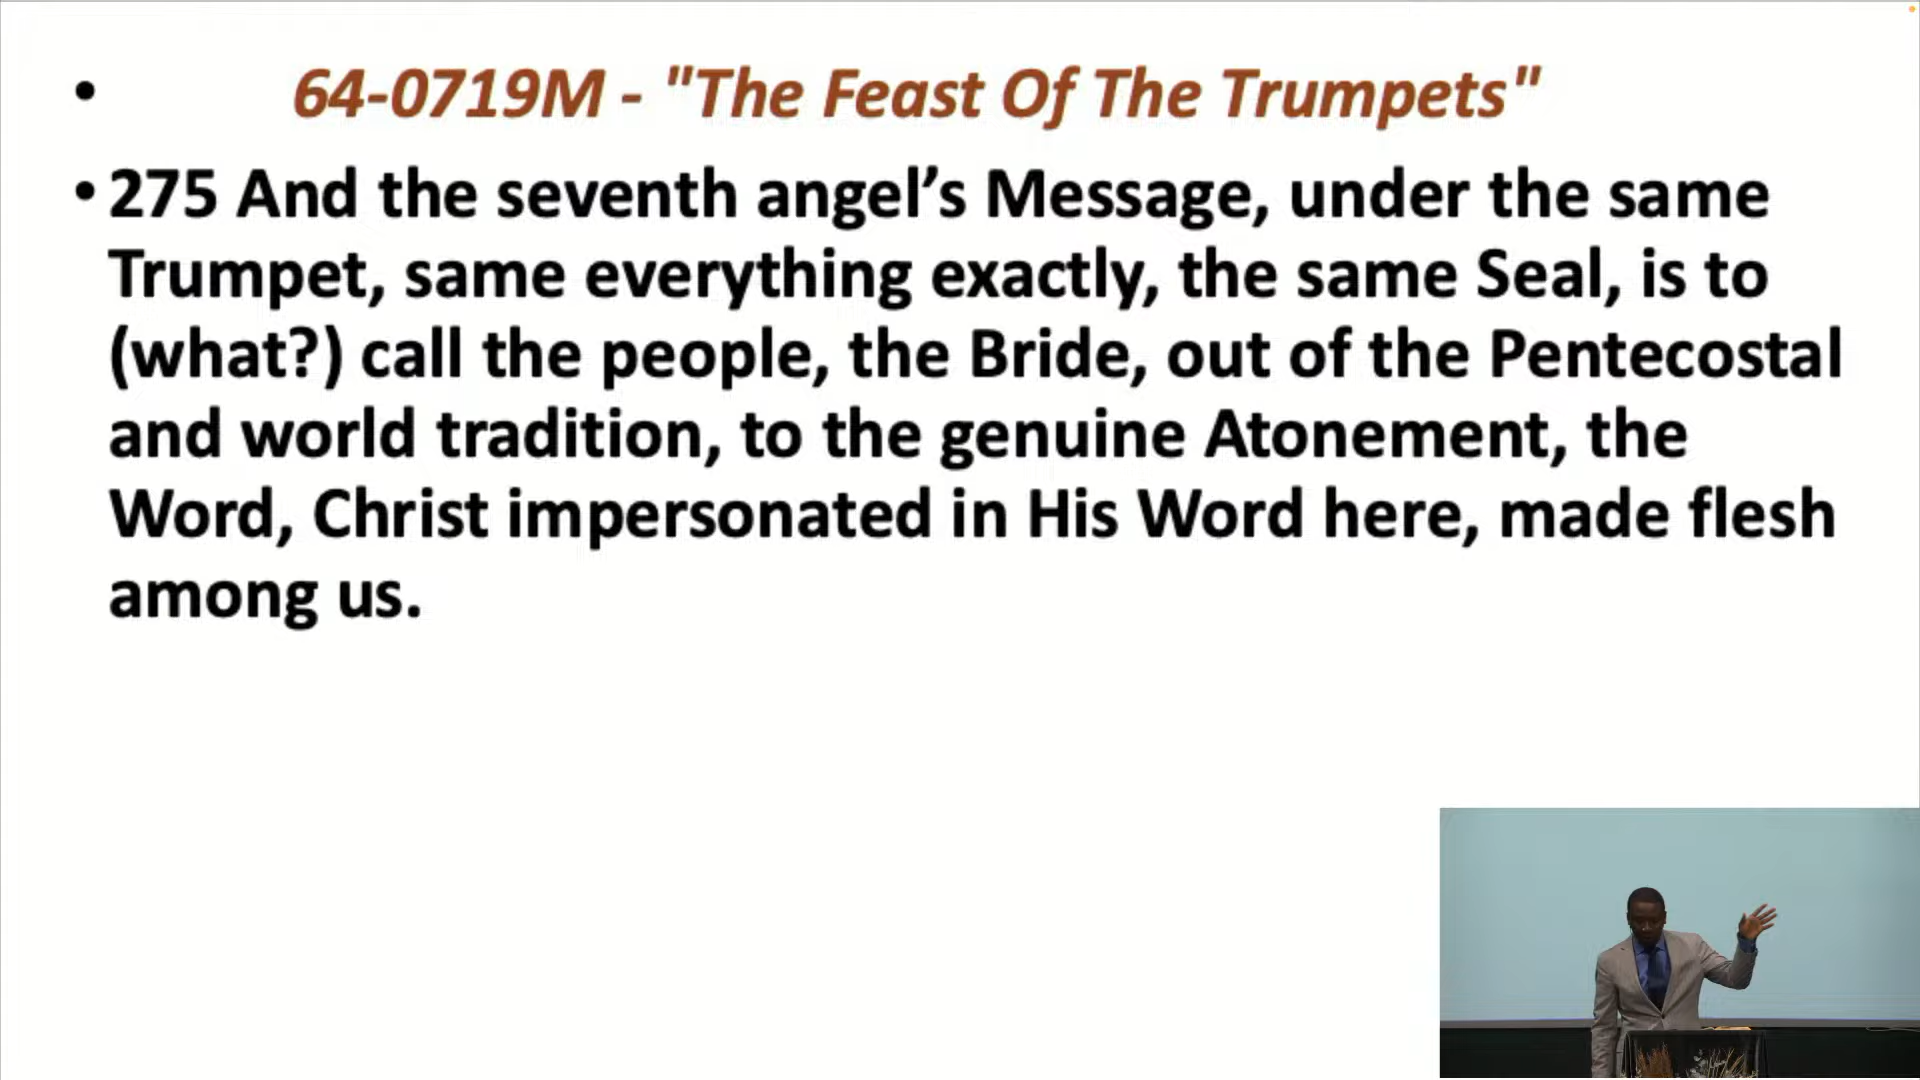 • 64-0719M - "The Feast Of The Trumpets"
• 275 And the seventh angel’s Message, under the same
Trumpet, same everything exactly, the same Seal, is to
(what?) call the people, the Bride, out of the Pentecostal
and world tradition, to the genuine Atonement, the
Word, Christ impersonated in His Word here, made flesh
among us.